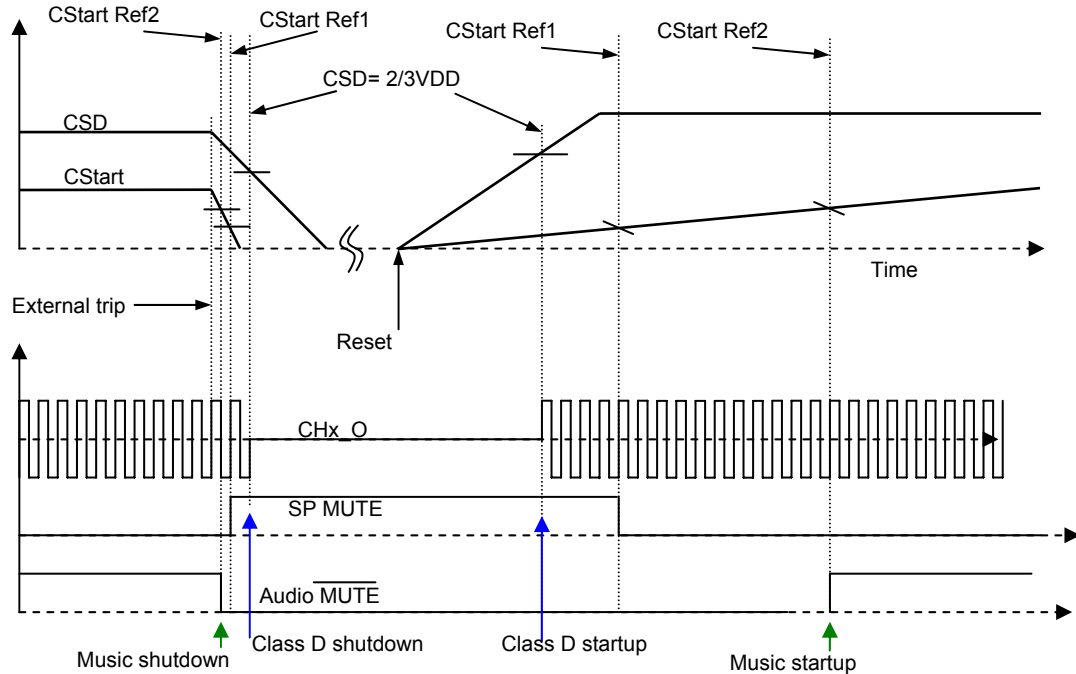 CStart Ref2
CStart Ref1
CStart Ref1
CStart Ref2
CSD= 2/3VDD
CSD
CStart
Time
External trip
Reset
CHx_O
SP MUTE
Audio MUTE
Music shutdown
Class D shutdown
Class D startup
Music startup